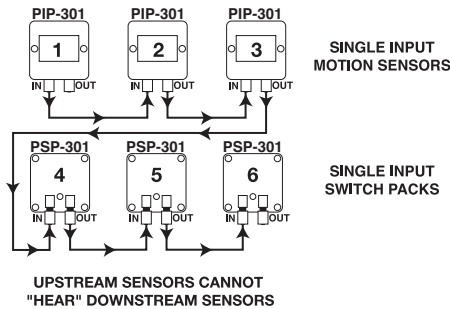 PIP-301 PIP-301 PIP-301
1 2 3
SINGLE INPUT
MOTION SENSORS
IN OUT IN OUT IN OUT
PSP-301 PSP-301 PSP-301
4 5 6
SINGLE INPUT
SWITCH PACKS
IN OUT IN OUT IN OUT
UPSTREAM SENSORS CANNOT
"HEAR" DOWNSTREAM SENSORS